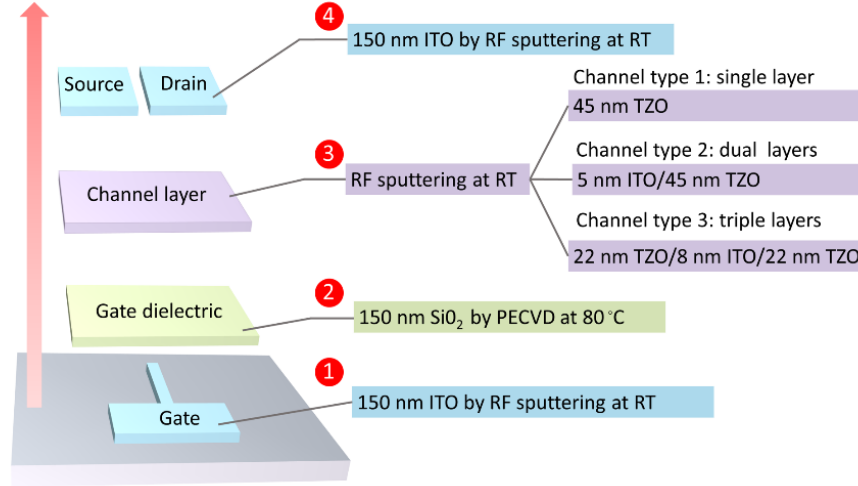 4
150 nm ITO by RF sputtering at RT
Source
Drain
Channel type 1: single layer
45 nm TZO
3
RF sputtering at RT
Channel type 2: dual layers
5 nm ITO/45 nm TZO
Channel layer
Channel type 3: triple layers
22 nm TZO/8 nm ITO/22 nm TZO
2
Gate dielectric
150 nm Si0₂ by PECVD at 80°C
1
150 nm ITO by RF sputtering at RT
Gate